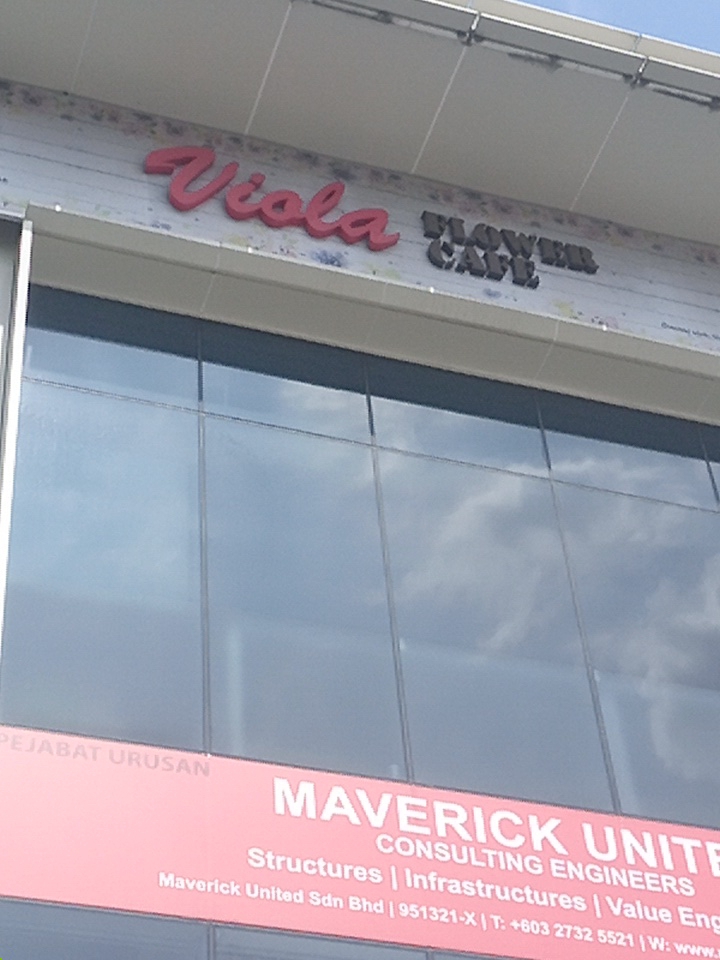 Viola
FLOWER
CAFE
PEJABAT URUSAN
MAVERICK UNITE
CONSULTING ENGINEERS
Structures | Infrastructures | Value Eng
Maverick United Sdn Bhd | 951321-X | T: +603 2732 5521 | W: www.